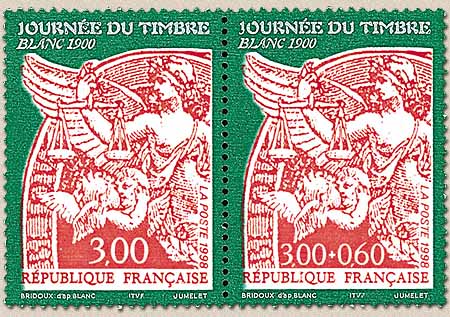 JOURNÉE DU TIMBRE
BLANC 1900
3,00
LA POSTE 1998
RÉPUBLIQUE FRANÇAISE
BRIDOUX d'ap. BLANC ITVF JUMELET
JOURNÉE DU TIMBRE
BLANC 1900
3,00+0,60
LA POSTE 1998
RÉPUBLIQUE FRANÇAISE
BRIDOUX d'ap. BLANC ITVF JUMELET